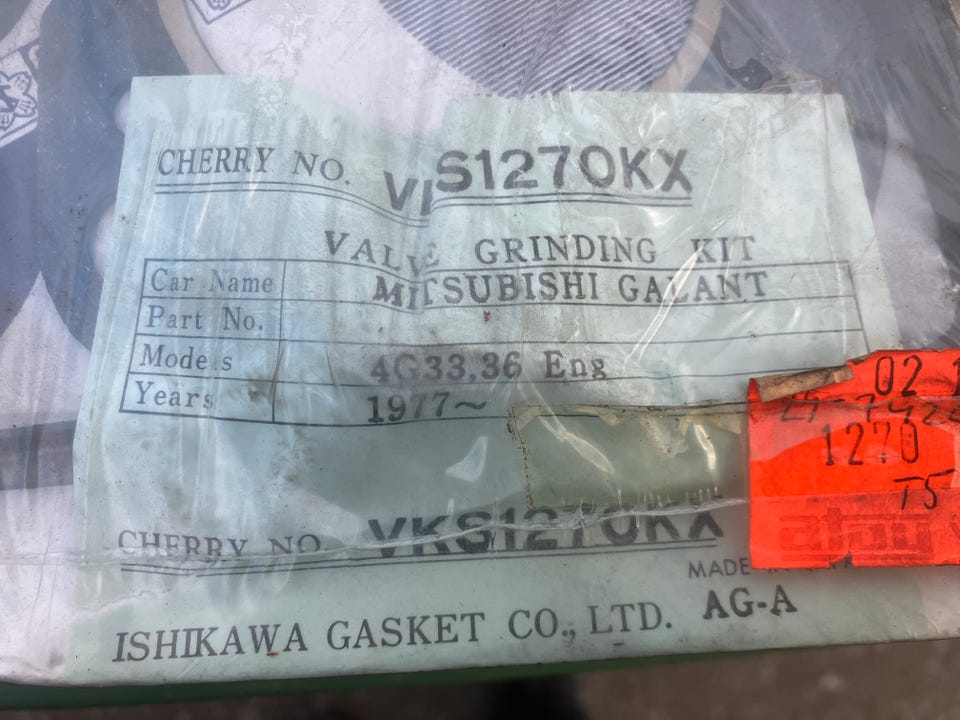 CHERRY NO. VKS1270KX
VALVE GRINDING KIT
Car Name MITSUBISHI GALANT
Part No.
Models 4G33,36 Eng
Years 1977~
02
1270
T5
CHERRY NO. VKS1270KX
MADE
AG-A
ISHIKAWA GASKET CO., LTD.